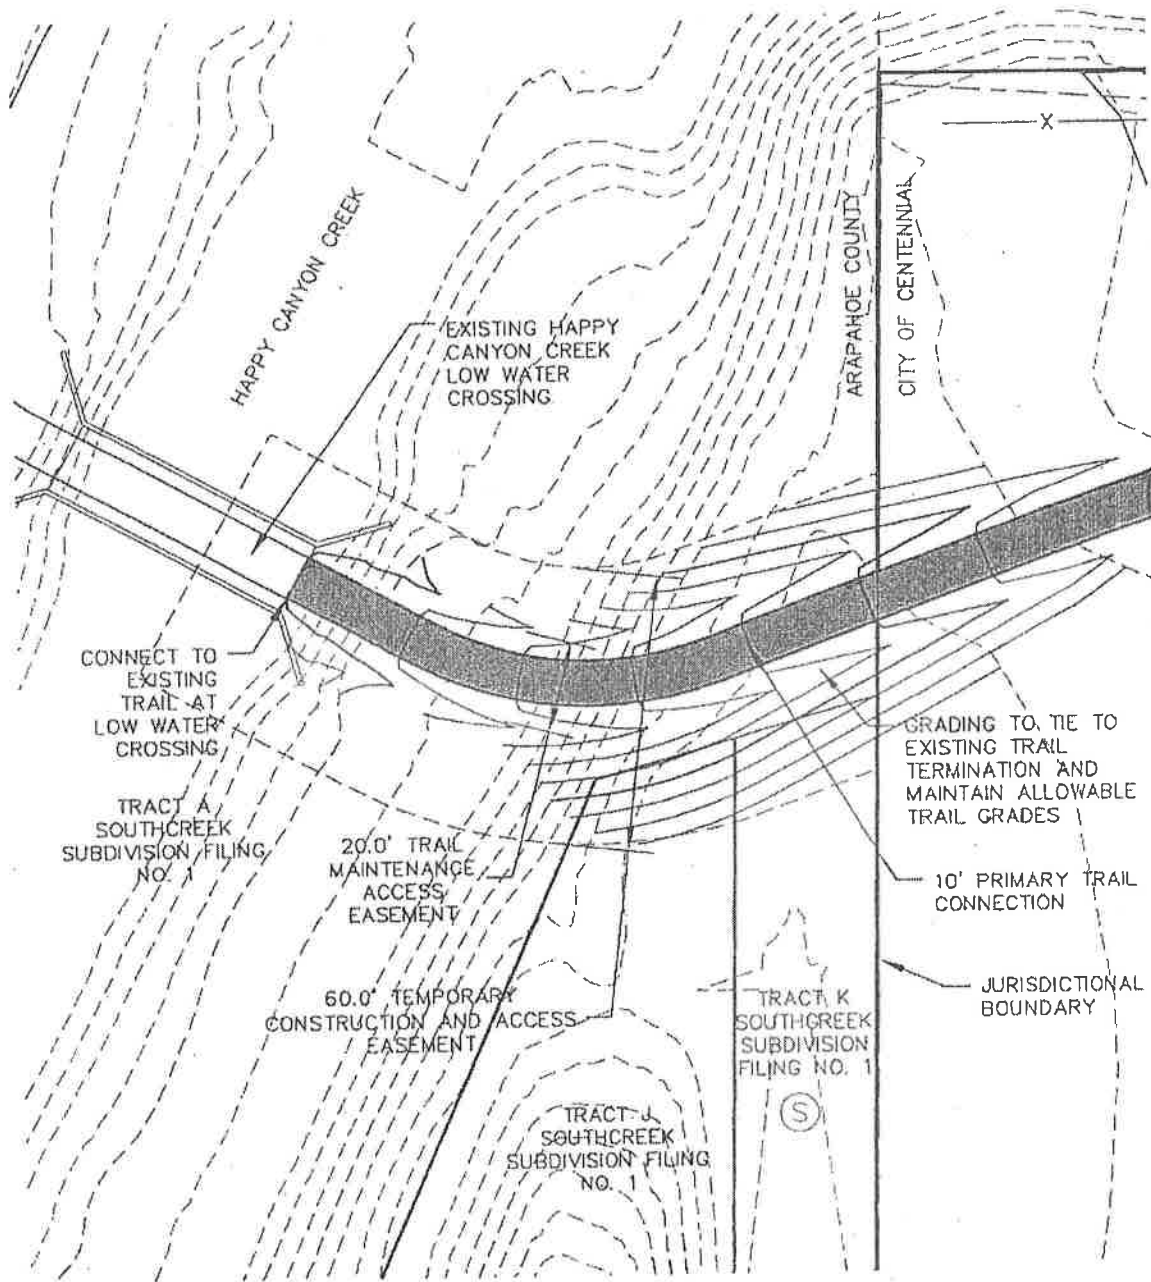 X
ARAPAHOE COUNTY
CITY OF CENTENNIAL
HAPPY CANYON CREEK
EXISTING HAPPY
CANYON CREEK
LOW WATER
CROSSING
CONNECT TO
EXISTING
TRAIL AT
LOW WATER
CROSSING
GRADING TO TIE TO
EXISTING TRAIL
TERMINATION AND
MAINTAIN ALLOWABLE
TRAIL GRADES
TRACT A
SOUTHCREEK
SUBDIVISION FILING
NO. 1
20.0' TRAIL
MAINTENANCE
ACCESS
EASEMENT
10' PRIMARY TRAIL
CONNECTION
60.0' TEMPORARY
CONSTRUCTION AND ACCESS
EASEMENT
TRACT K
SOUTHCREEK
SUBDIVISION
FILING NO. 1
JURISDICTIONAL
BOUNDARY
S
TRACT J
SOUTHCREEK
SUBDIVISION FILING
NO. 1